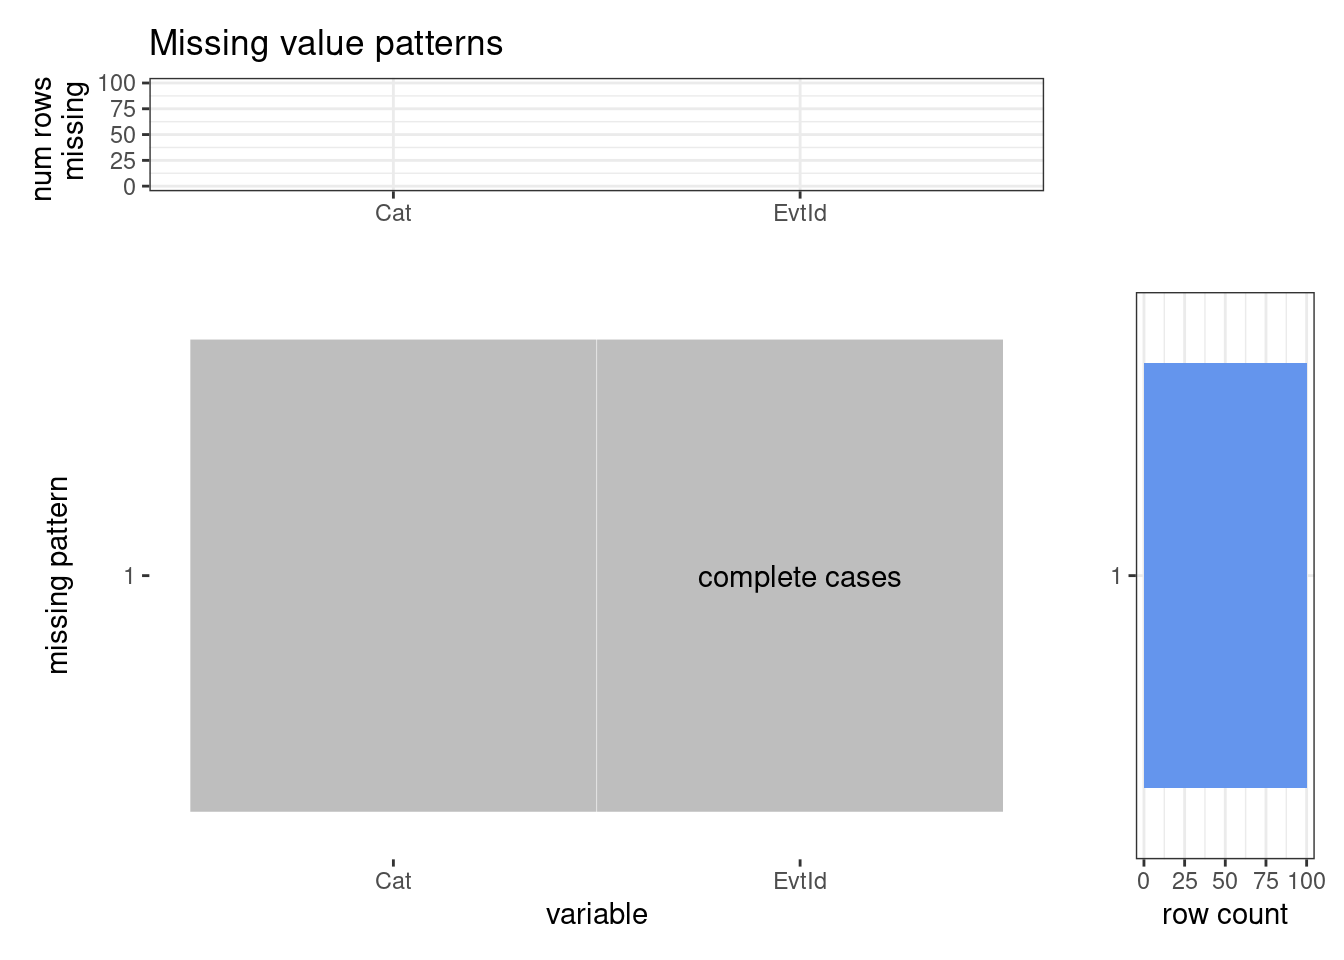 Missing value patterns
num rows
missing
100
75
50
25
0
Cat EvtId
missing pattern
1
complete cases
1
Cat EvtId
variable
0 25 50 75 100
row count